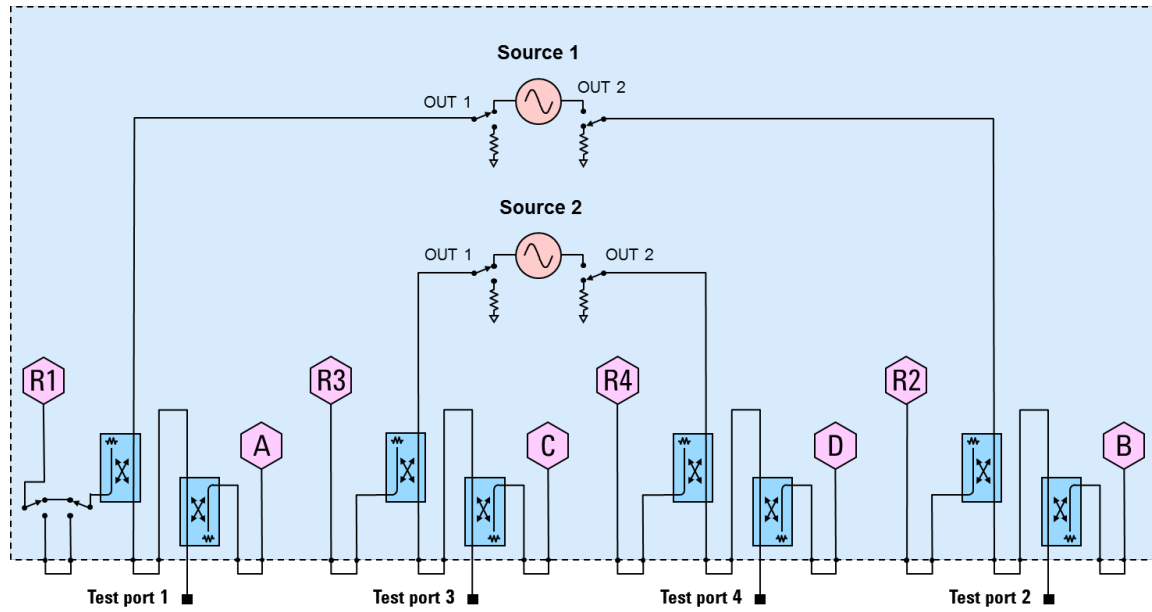 Source 1
OUT 1
OUT 2
Source 2
OUT 1
OUT 2
R1
R3
R4
R2
A
C
D
B
Test port 1
Test port 3
Test port 4
Test port 2